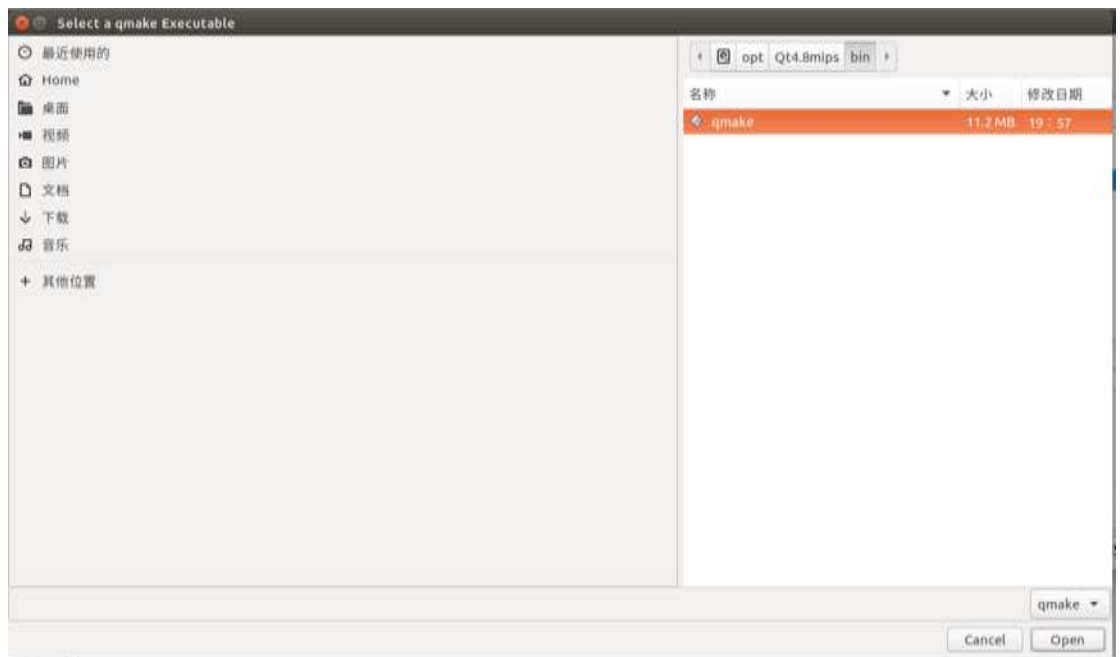 Select a qmake Executable
最近使用的
Home
桌面
视频
图片
文档
下载
音乐
其他位置
opt Qt4.8mips bin
名称 大小 修改日期
qmake 11.2 MB 19：57
qmake
Cancel Open